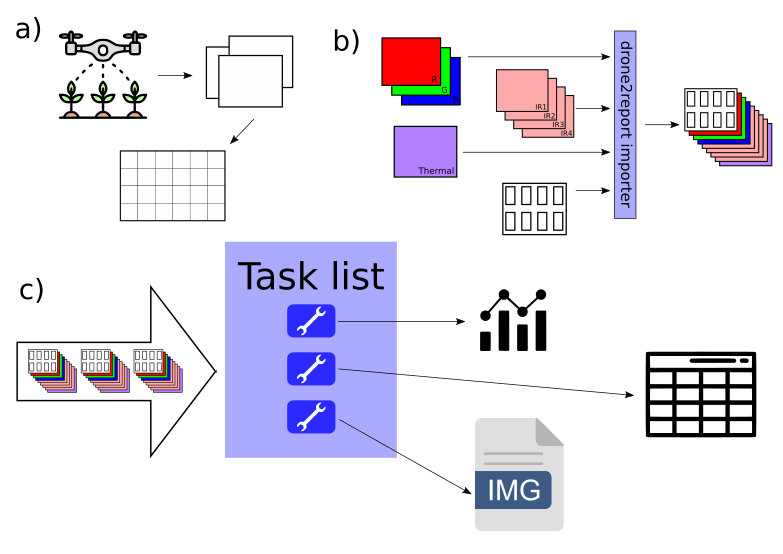 a)
b)
R
G
B
IR1
IR2
IR3
IR4
Thermal
drone2report importer
c)
Task list
IMG